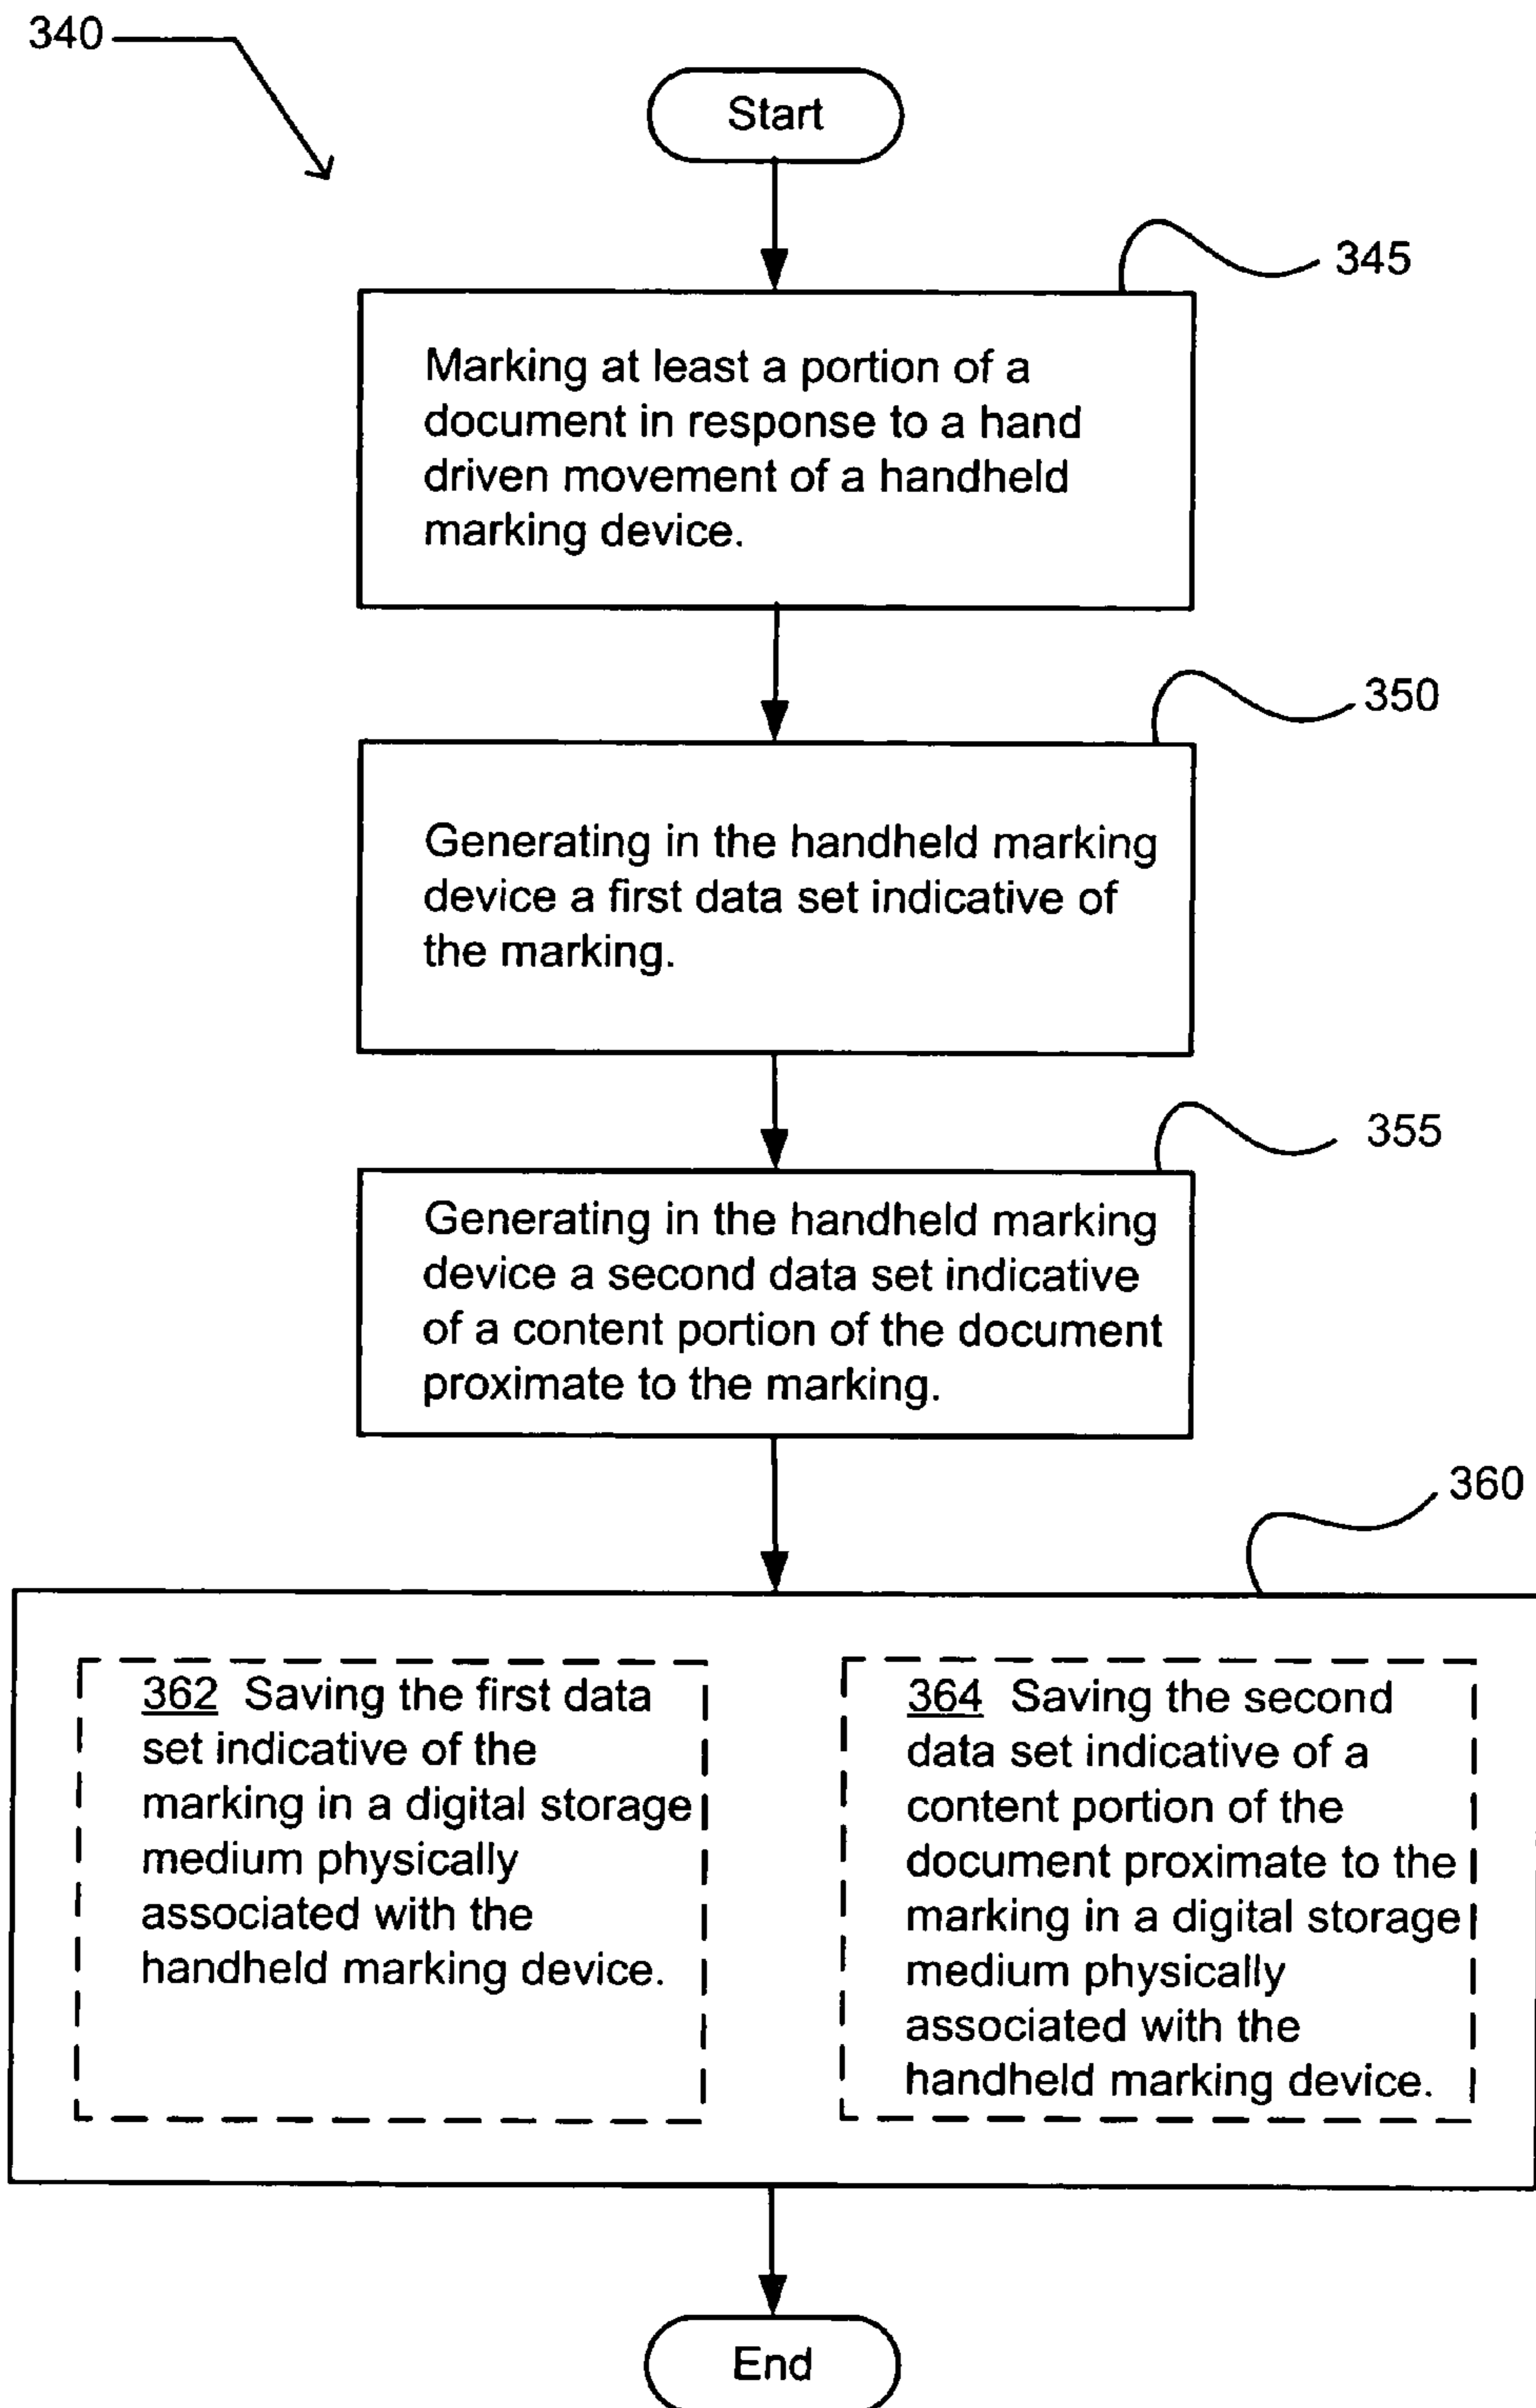 340
Start
345
Marking at least a portion of a
document in response to a hand
driven movement of a handheld
marking device.
350
Generating in the handheld marking
device a first data set indicative of
the marking.
355
Generating in the handheld marking
device a second data set indicative
of a content portion of the document
proximate to the marking.
360
362 Saving the first data
set indicative of the
marking in a digital storage
medium physically
associated with the
handheld marking device.
364 Saving the second
data set indicative of a
content portion of the
document proximate to the
marking in a digital storage
medium physically
associated with the
handheld marking device.
End